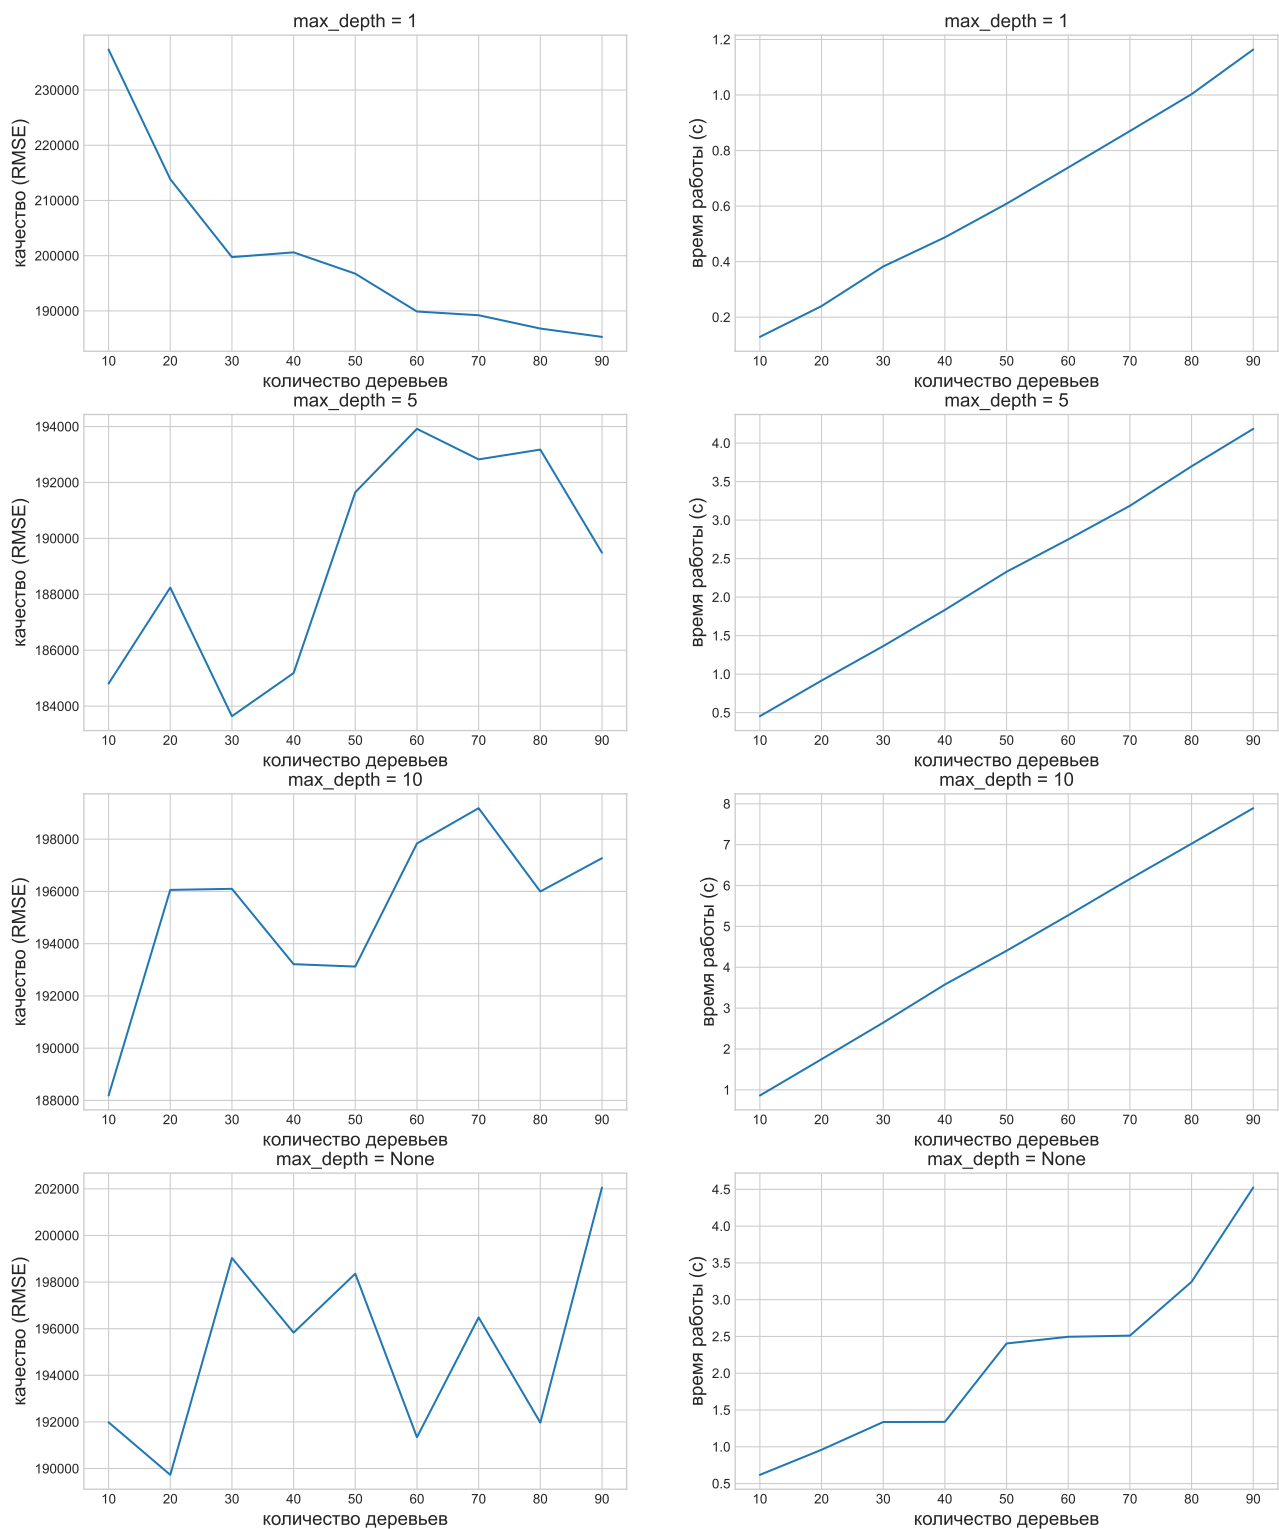 max_depth = 1
качество (RMSE)
230000
220000
210000
200000
190000
10 20 30 40 50 60 70 80 90
количество деревьев
max_depth = 1
время работы (с)
1.2
1.0
0.8
0.6
0.4
0.2
10 20 30 40 50 60 70 80 90
количество деревьев
max_depth = 5
качество (RMSE)
194000
192000
190000
188000
186000
184000
10 20 30 40 50 60 70 80 90
количество деревьев
max_depth = 5
время работы (с)
4.0
3.5
3.0
2.5
2.0
1.5
1.0
0.5
10 20 30 40 50 60 70 80 90
количество деревьев
max_depth = 10
качество (RMSE)
198000
196000
194000
192000
190000
188000
10 20 30 40 50 60 70 80 90
количество деревьев
max_depth = 10
время работы (с)
8
7
6
5
4
3
2
1
10 20 30 40 50 60 70 80 90
количество деревьев
max_depth = None
качество (RMSE)
202000
200000
198000
196000
194000
192000
190000
10 20 30 40 50 60 70 80 90
количество деревьев
max_depth = None
время работы (с)
4.5
4.0
3.5
3.0
2.5
2.0
1.5
1.0
0.5
10 20 30 40 50 60 70 80 90
количество деревьев